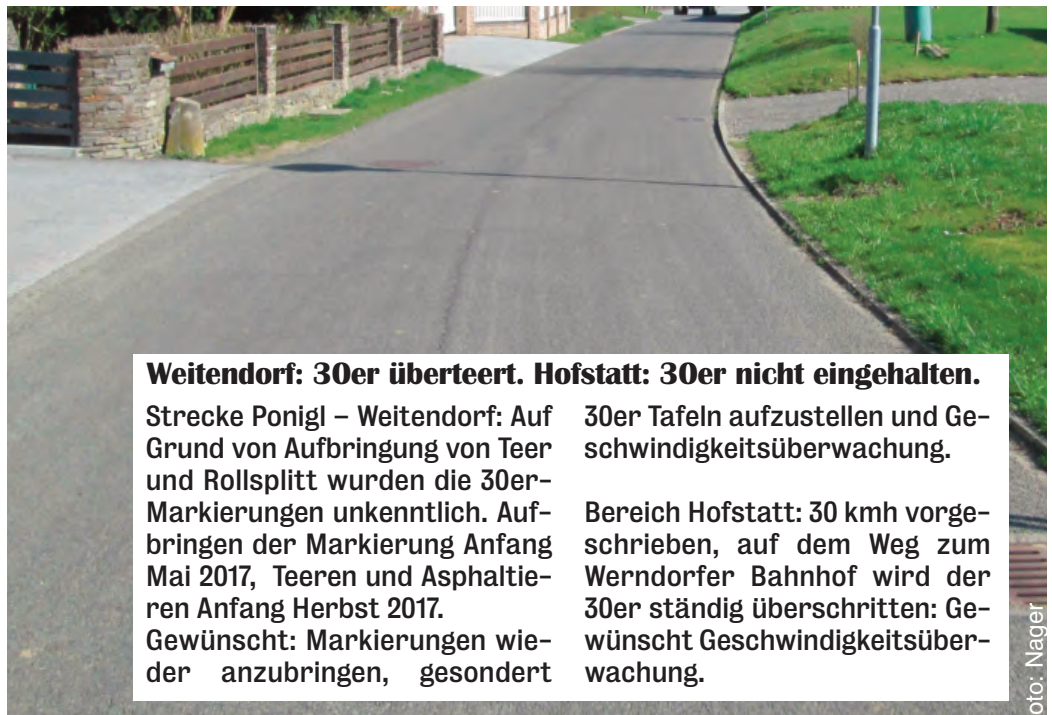 Weitendorf: 30er überteert. Hofstatt: 30er nicht eingehalten.
Strecke Ponigl – Weitendorf: Auf
Grund von Aufbringung von Teer
und Rollsplitt wurden die 30er-
Markierungen unkenntlich. Auf-
bringen der Markierung Anfang
Mai 2017, Teeren und Asphaltie-
ren Anfang Herbst 2017.
Gewünscht: Markierungen wie-
der anzubringen, gesondert
30er Tafeln aufzustellen und Ge-
schwindigkeitsüberwachung.
Bereich Hofstatt: 30 kmh vorge-
schrieben, auf dem Weg zum
Werndorfer Bahnhof wird der
30er ständig überschritten: Ge-
wünscht Geschwindigkeitsüber-
wachung.
oto: Nager